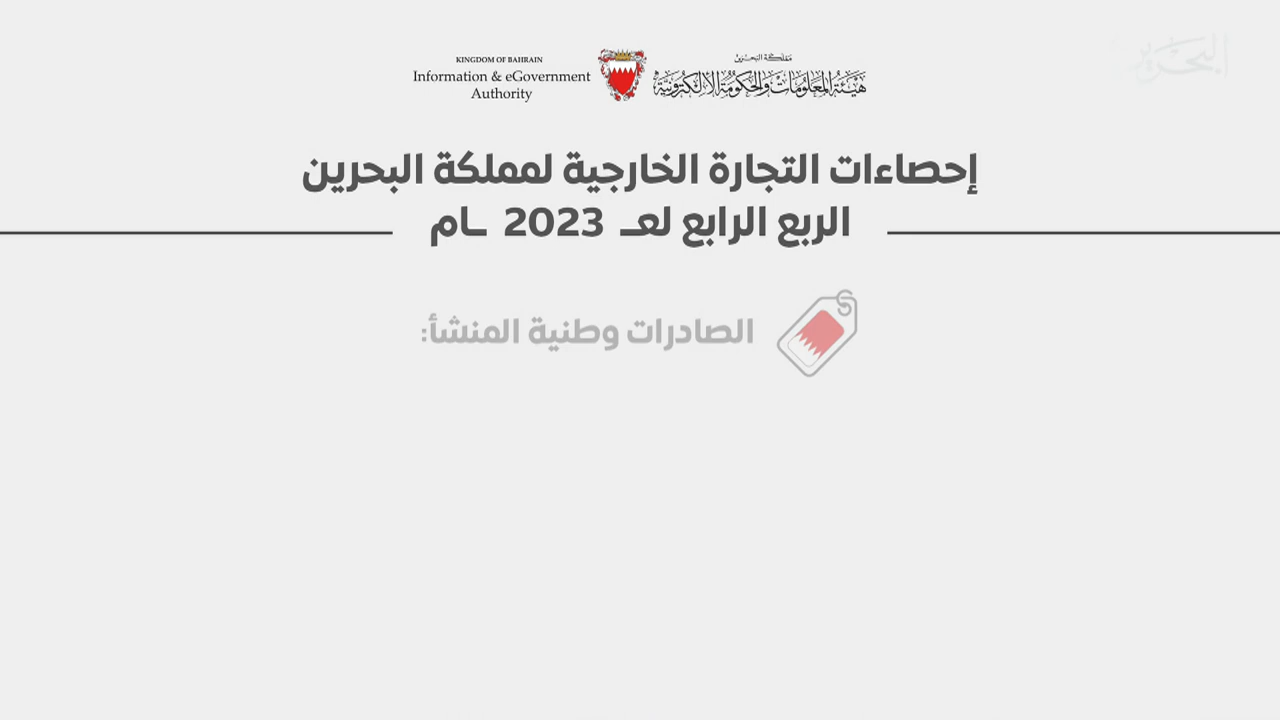 البحرين
KINGDOM OF BAHRAIN
Information & eGovernment
Authority
مملكة البحرين
هيئة المعلومات والحكومة الإلكترونية
إحصاءات التجارة الخارجية لمملكة البحرين
الربع الرابع لعـ 2023 ـام
الصادرات وطنية المنشأ: